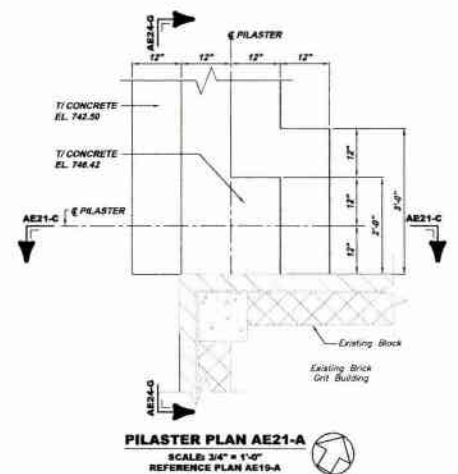 AE24-G
℄ PILASTER
12" 12" 12" 12"
T/ CONCRETE
EL. 742.50
T/ CONCRETE
EL. 746.42
12"
12"
12"
2'-0"
3'-0"
AE21-C
℄ PILASTER
AE21-C
Existing Block
Existing Brick
Grit Building
AE24-G
PILASTER PLAN AE21-A
SCALE: 3/4" = 1'-0"
REFERENCE PLAN AE19-A